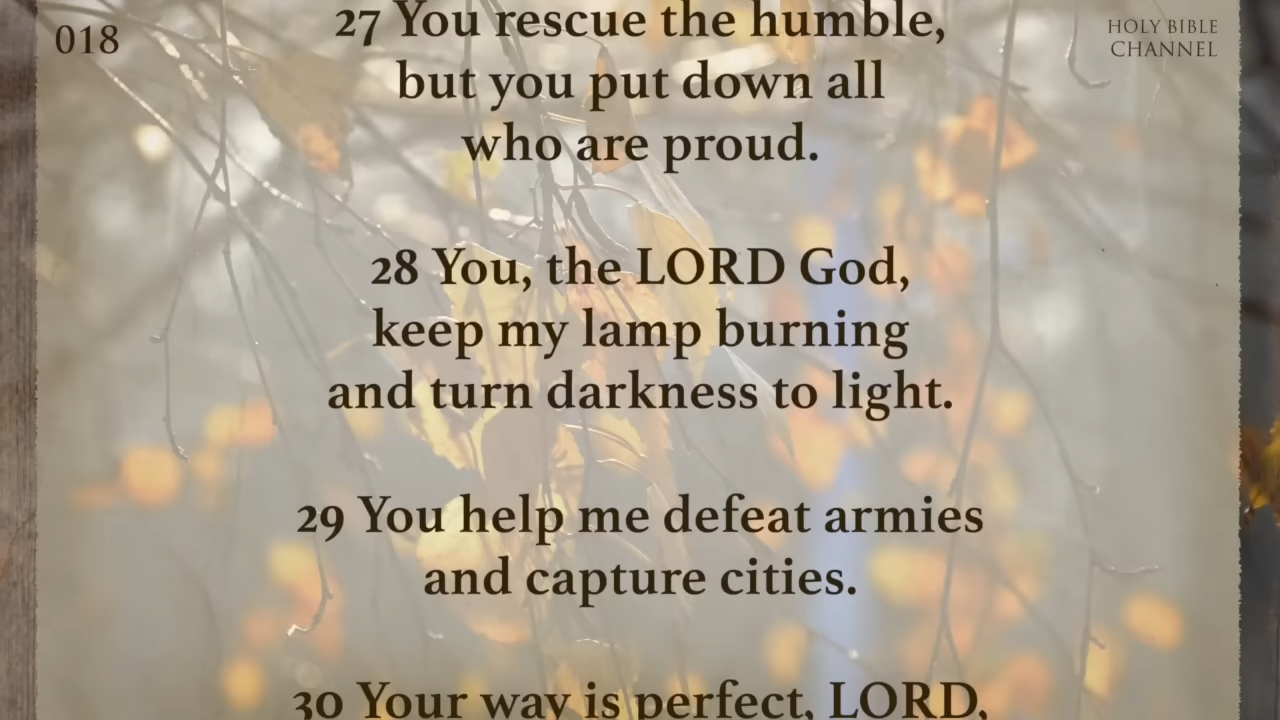 018
HOLY BIBLE
CHANNEL
27 You rescue the humble,
but you put down all
who are proud.
28 You, the LORD God,
keep my lamp burning
and turn darkness to light.
29 You help me defeat armies
and capture cities.
30 Your way is perfect, LORD,